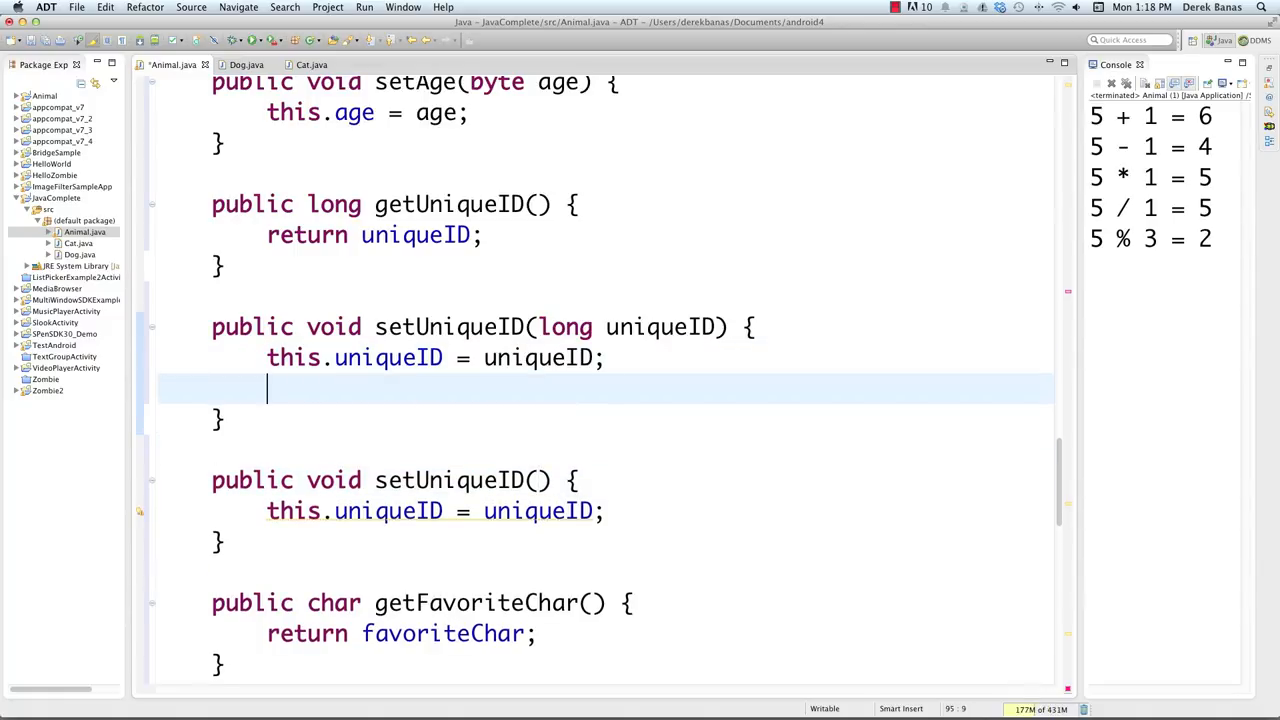 ADT File Edit Refactor Source Navigate Search Project Run Window Help
10
Mon 1:18 PM Derek Banas
Java - JavaComplete/src/Animal.java - ADT - /Users/derekbanas/Documents/android4
Quick Access
Java
DDMS
Package Exp
*Animal.java
Dog.java
Cat.java
Console
<terminated> Animal (1) [Java Application]
Animal
appcompat_v7
appcompat_v7_2
appcompat_v7_3
appcompat_v7_4
BridgeSample
HelloWorld
HelloZombie
ImageFilterSampleApp
JavaComplete
src
(default package)
Animal.java
Cat.java
Dog.java
JRE System Library
ListPickerExample2Activi
MediaBrowser
MultiWindowSDKExample
MusicPlayerActivity
SlookActivity
SPenSDK30_Demo
TestAndroid
TextGroupActivity
VideoPlayerActivity
Zombie
Zombie2
public void setAge(byte age) {
this.age = age;
}
public long getUniqueID() {
return uniqueID;
}
public void setUniqueID(long uniqueID) {
this.uniqueID = uniqueID;
}
public void setUniqueID() {
this.uniqueID = uniqueID;
}
public char getFavoriteChar() {
return favoriteChar;
}
5 + 1 = 6
5 - 1 = 4
5 * 1 = 5
5 / 1 = 5
5 % 3 = 2
Writable
Smart Insert
95 : 9
177M of 431M